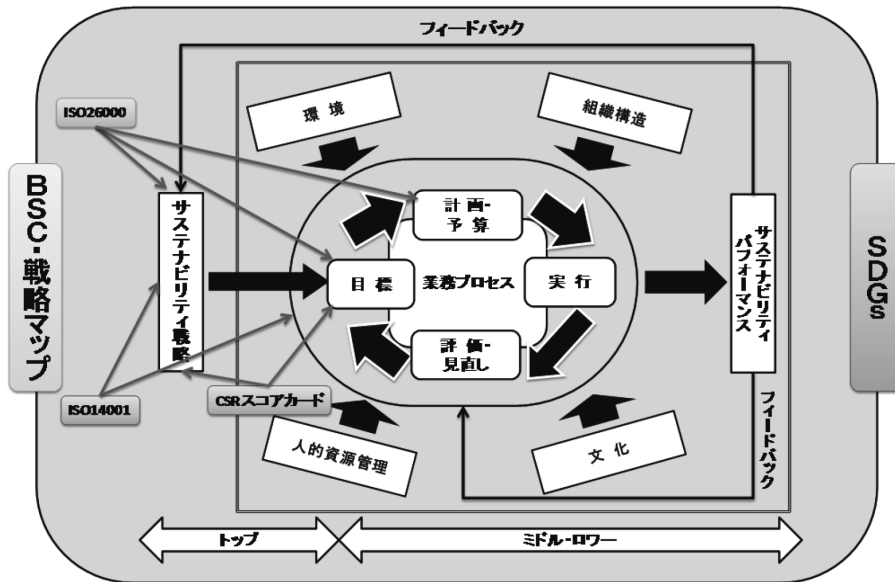 フィードバック
環境
組織構造
ISO26000
BSC・戦略マップ
サステナビリティ戦略
計画・
予算
目標
業務プロセス
実行
評価・
見直し
サステナビリティ
パフォーマンス
SDGs
ISO14001
CSRスコアカード
人的資源管理
文化
フィードバック
トップ
ミドル・ロワー